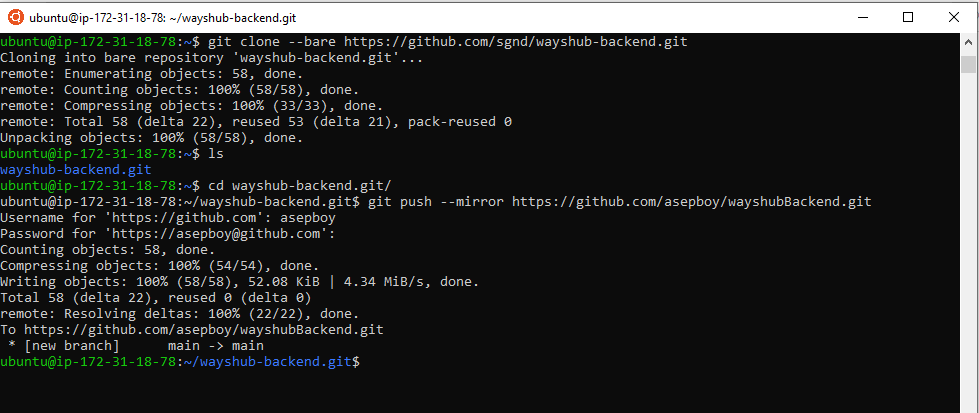 ubuntu@ip-172-31-18-78: ~/wayshub-backend.git
ubuntu@ip-172-31-18-78:~$ git clone --bare https://github.com/sgnd/wayshub-backend.git
Cloning into bare repository 'wayshub-backend.git'...
remote: Enumerating objects: 58, done.
remote: Counting objects: 100% (58/58), done.
remote: Compressing objects: 100% (33/33), done.
remote: Total 58 (delta 22), reused 53 (delta 21), pack-reused 0
Unpacking objects: 100% (58/58), done.
ubuntu@ip-172-31-18-78:~$ ls
wayshub-backend.git
ubuntu@ip-172-31-18-78:~$ cd wayshub-backend.git/
ubuntu@ip-172-31-18-78:~/wayshub-backend.git$ git push --mirror https://github.com/asepboy/wayshubBackend.git
Username for 'https://github.com': asepboy
Password for 'https://asepboy@github.com':
Counting objects: 58, done.
Compressing objects: 100% (54/54), done.
Writing objects: 100% (58/58), 52.08 KiB | 4.34 MiB/s, done.
Total 58 (delta 22), reused 0 (delta 0)
remote: Resolving deltas: 100% (22/22), done.
To https://github.com/asepboy/wayshubBackend.git
 * [new branch]      main -> main
ubuntu@ip-172-31-18-78:~/wayshub-backend.git$